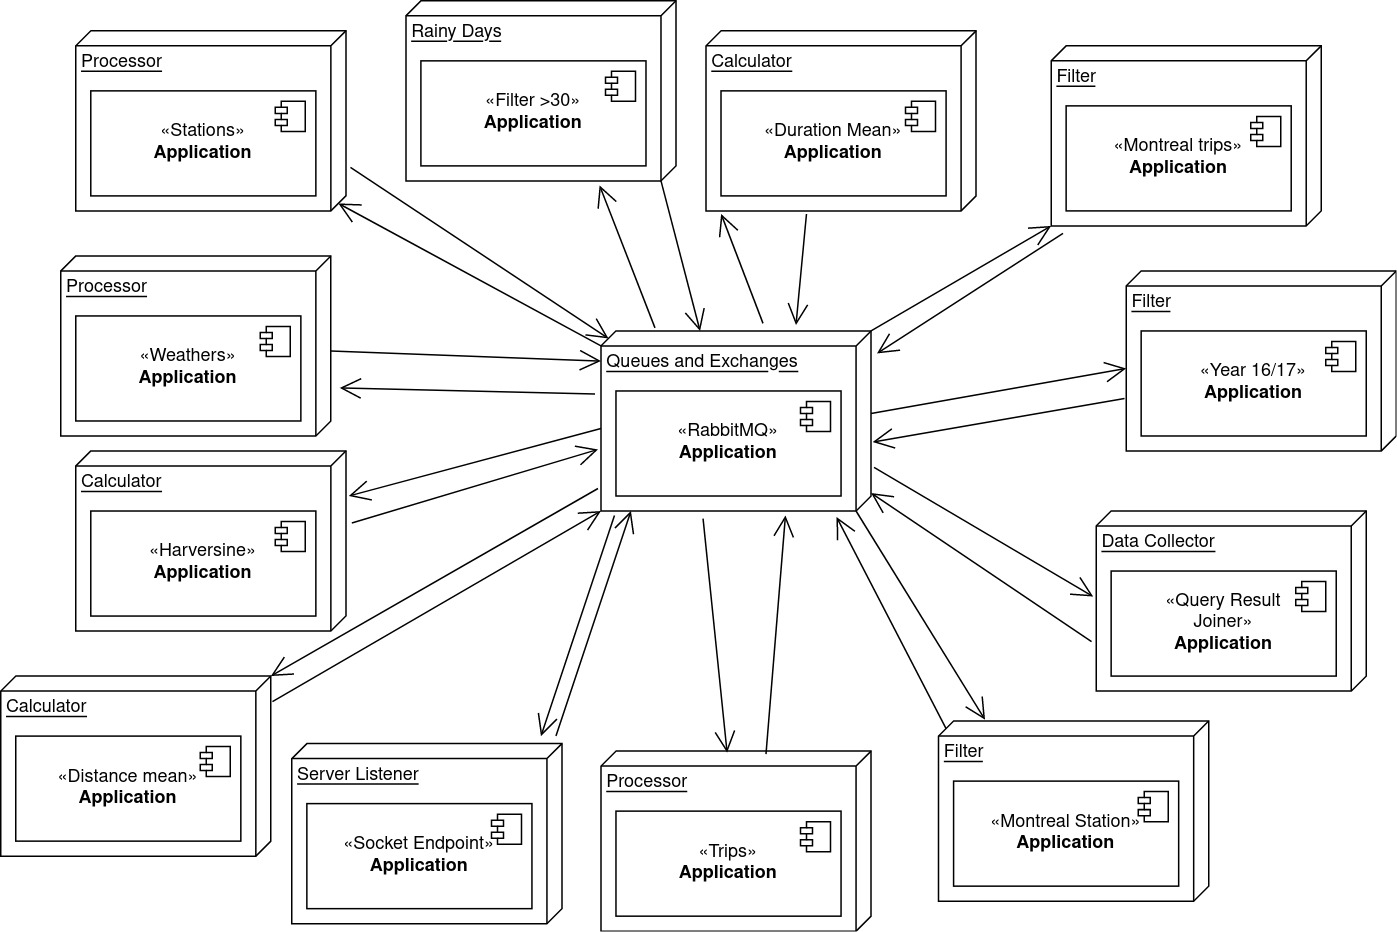 Rainy Days
«Filter >30»
Application
Processor
«Stations»
Application
Calculator
«Duration Mean»
Application
Filter
«Montreal trips»
Application
Processor
«Weathers»
Application
Filter
«Year 16/17»
Application
Queues and Exchanges
«RabbitMQ»
Application
Calculator
«Harversine»
Application
Data Collector
«Query Result
Joiner»
Application
Calculator
«Distance mean»
Application
Server Listener
«Socket Endpoint»
Application
Processor
«Trips»
Application
Filter
«Montreal Station»
Application